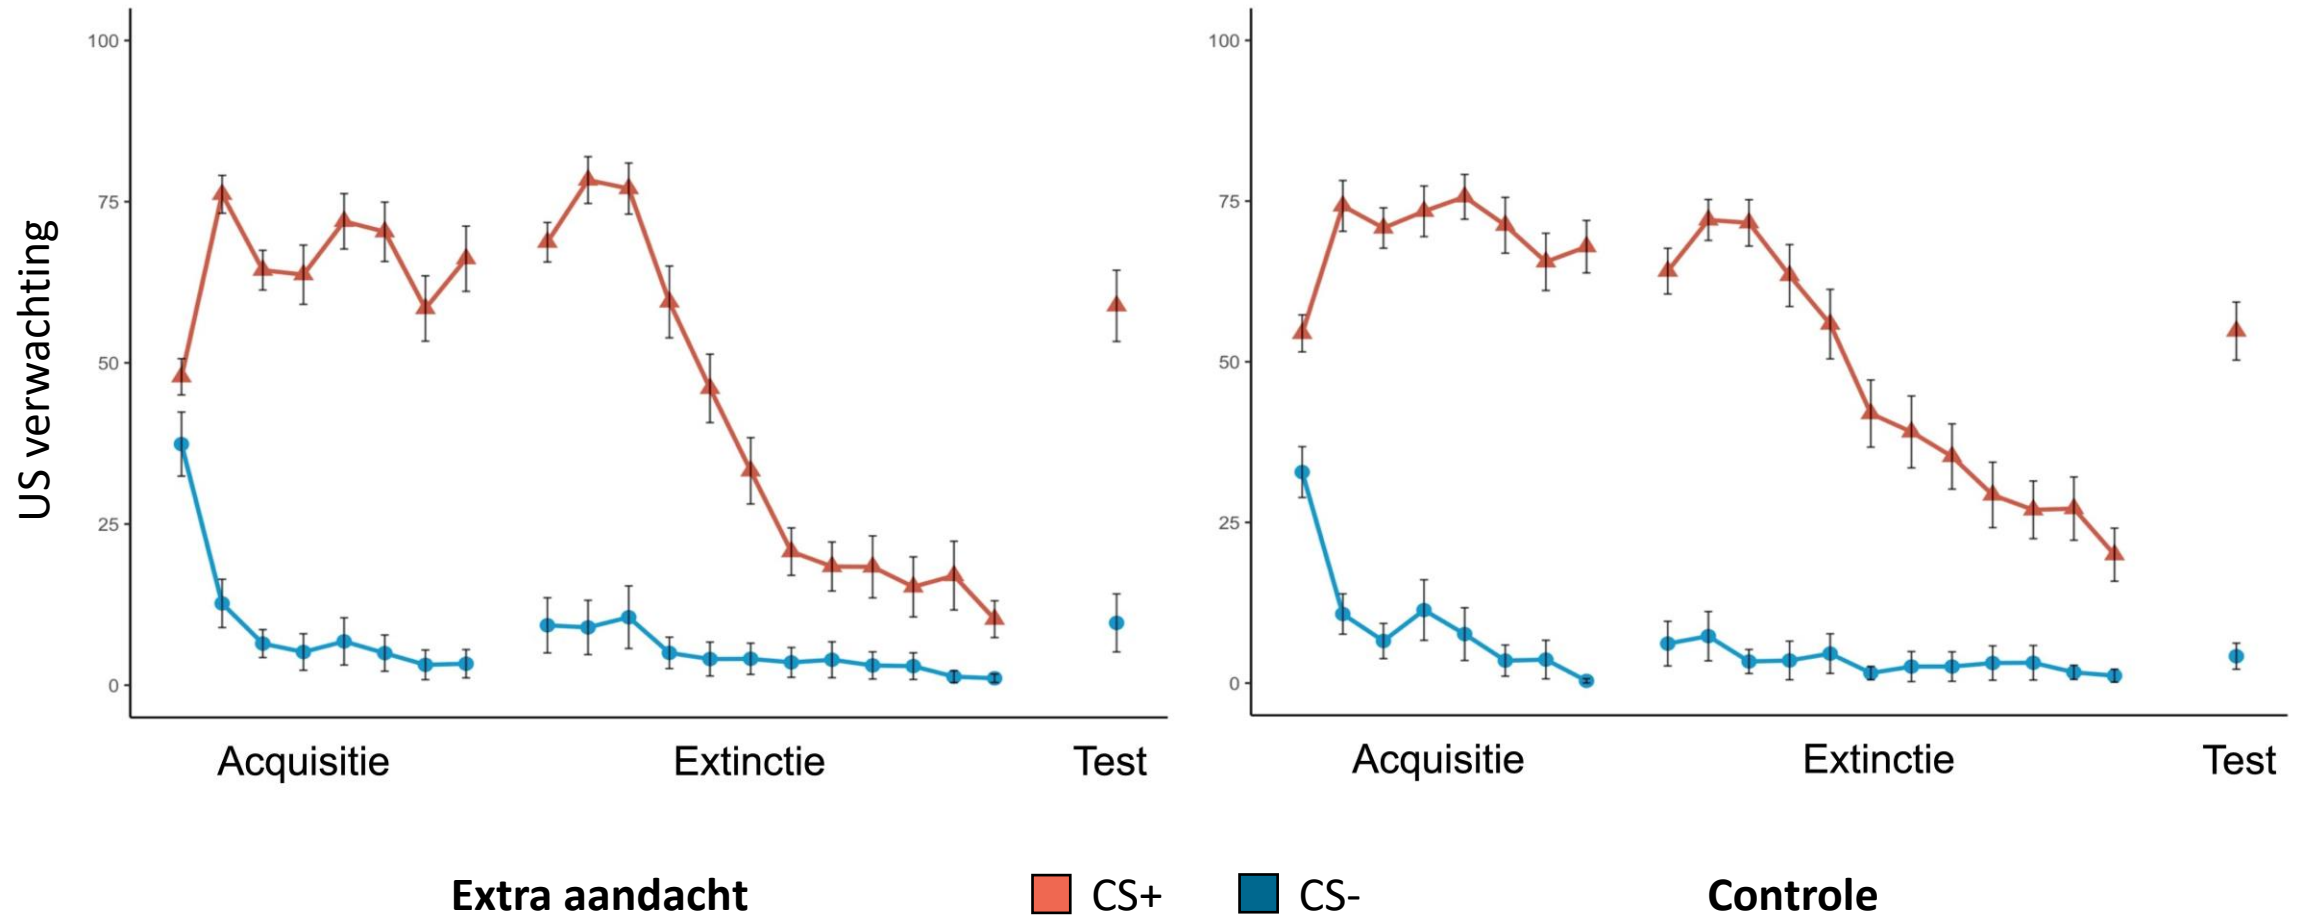 US verwachting
100
75
50
25
0
Acquisitie Extinctie Test
100
75
50
25
0
Acquisitie Extinctie Test
Extra aandacht CS+ CS- Controle